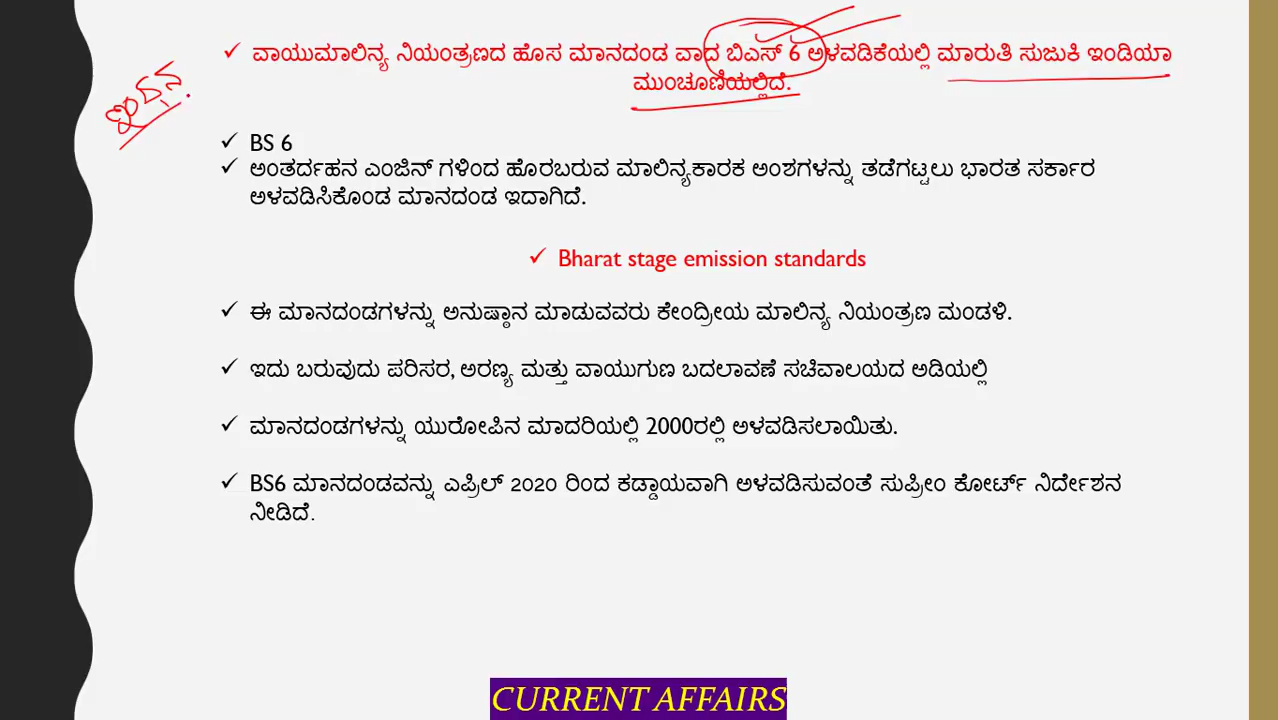 ವಾಯುಮಾಲಿನ್ಯ ನಿಯಂತ್ರಣದ ಹೊಸ ಮಾನದಂಡ ವಾದ ಬಿಎಸ್ 6 ಅಳವಡಿಕೆಯಲ್ಲಿ ಮಾರುತಿ ಸುಜುಕಿ ಇಂಡಿಯಾ
ಮುಂಚೂಣಿಯಲ್ಲಿದೆ.
ಇಂಧನ
BS 6
ಅಂತರ್ದಹನ ಎಂಜಿನ್ ಗಳಿಂದ ಹೊರಬರುವ ಮಾಲಿನ್ಯಕಾರಕ ಅಂಶಗಳನ್ನು ತಡೆಗಟ್ಟಲು ಭಾರತ ಸರ್ಕಾರ
ಅಳವಡಿಸಿಕೊಂಡ ಮಾನದಂಡ ಇದಾಗಿದೆ.
Bharat stage emission standards
ಈ ಮಾನದಂಡಗಳನ್ನು ಅನುಷ್ಠಾನ ಮಾಡುವವರು ಕೇಂದ್ರೀಯ ಮಾಲಿನ್ಯ ನಿಯಂತ್ರಣ ಮಂಡಳಿ.
ಇದು ಬರುವುದು ಪರಿಸರ, ಅರಣ್ಯ ಮತ್ತು ವಾಯುಗುಣ ಬದಲಾವಣೆ ಸಚಿವಾಲಯದ ಅಡಿಯಲ್ಲಿ
ಮಾನದಂಡಗಳನ್ನು ಯುರೋಪಿನ ಮಾದರಿಯಲ್ಲಿ 2000ರಲ್ಲಿ ಅಳವಡಿಸಲಾಯಿತು.
BS6 ಮಾನದಂಡವನ್ನು ಎಪ್ರಿಲ್ 2020 ರಿಂದ ಕಡ್ಡಾಯವಾಗಿ ಅಳವಡಿಸುವಂತೆ ಸುಪ್ರೀಂ ಕೋರ್ಟ್ ನಿರ್ದೇಶನ
ನೀಡಿದೆ.
CURRENT AFFAIRS